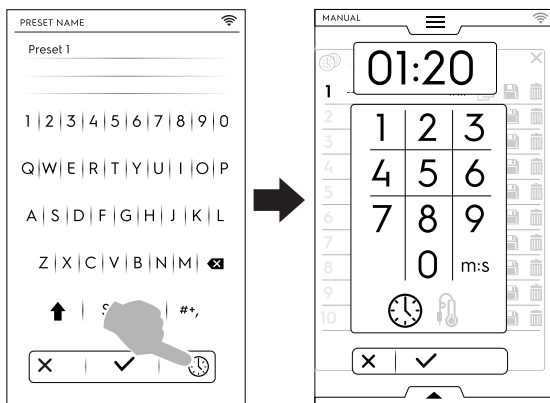 PRESET NAME
Preset 1
1 2 3 4 5 6 7 8 9 0
Q W E R T Y U I O P
A S D F G H J K L
Z X C V B N M
S #+,
MANUAL
01:20
1
2
3
4
5
6
7
8
9
10
1 2 3
4 5 6
7 8 9
0 m:s